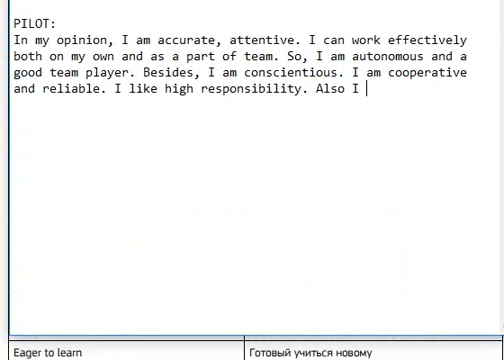 PILOT:
In my opinion, I am accurate, attentive. I can work effectively
both on my own and as a part of team. So, I am autonomous and a
good team player. Besides, I am conscientious. I am cooperative
and reliable. I like high responsibility. Also I
Eager to learn
Готовый учиться новому